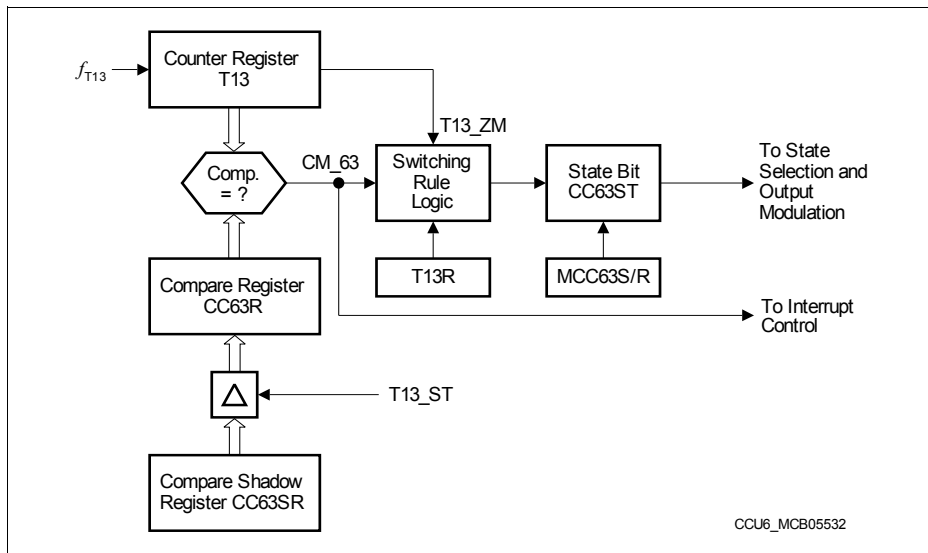 Counter Register
T13
fT13
T13_ZM
CM_63
Comp.
= ?
Switching
Rule
Logic
State Bit
CC63ST
To State
Selection and
Output
Modulation
T13R
MCC63S/R
Compare Register
CC63R
To Interrupt
Control
T13_ST
Compare Shadow
Register CC63SR
CCU6_MCB05532